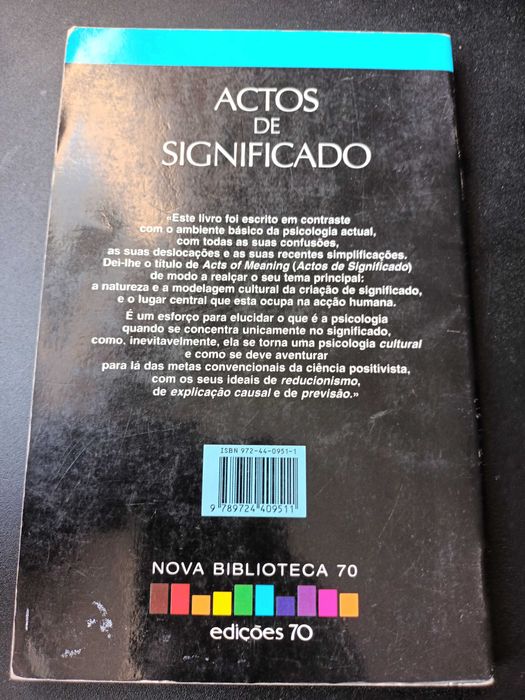 ACTOS
DE
SIGNIFICADO
«Este livro foi escrito em contraste
com o ambiente básico da psicologia actual,
com todas as suas confusões,
as suas deslocações e as suas recentes simplificações.
Dei-lhe o título de Acts of Meaning (Actos de Significado)
de modo a realçar o seu tema principal:
a natureza e a modelagem cultural da criação de significado,
e o lugar central que esta ocupa na acção humana.
É um esforço para elucidar o que é a psicologia
quando se concentra unicamente no significado,
como, inevitavelmente, ela se torna uma psicologia cultural
e como se deve aventurar
para lá das metas convencionais da ciência positivista,
com os seus ideais de reducionismo,
de explicação causal e de previsão.»
ISBN 972-44-0951-1
9 789724 409511
NOVA BIBLIOTECA 70
edições 70